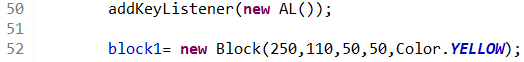 50 addKeyListener(new AL());
51
52 block1= new Block(250,110,50,50,Color.YELLOW);